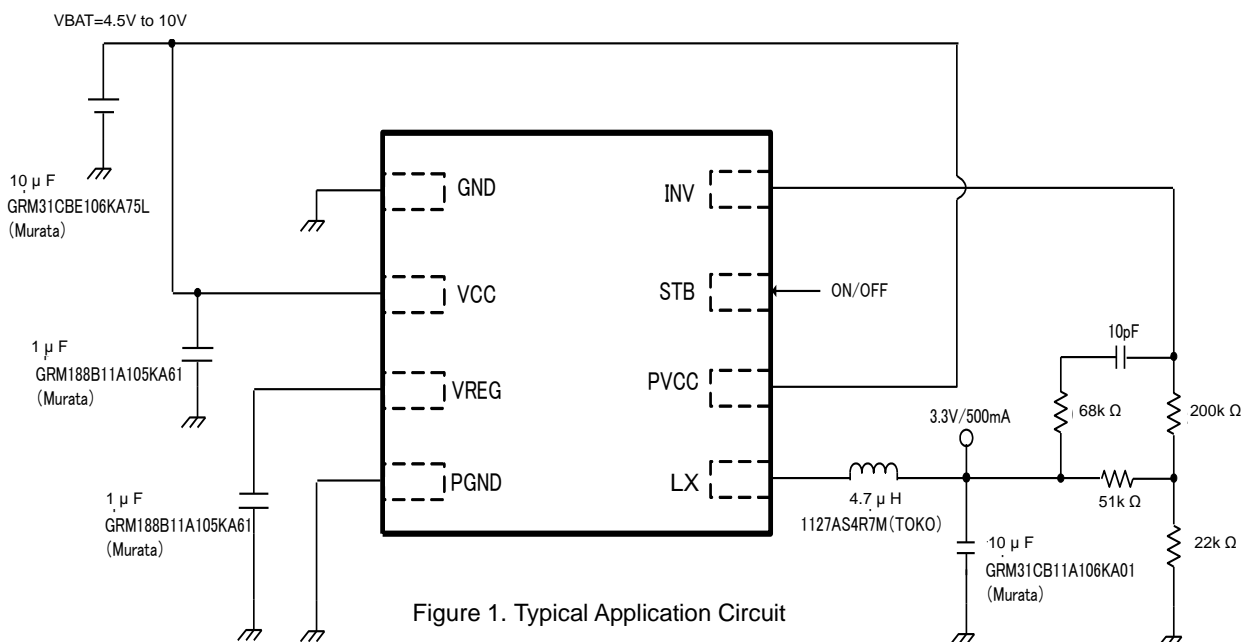 VBAT=4.5V to 10V
10 μ F
GRM31CBE106KA75L
(Murata)
1 μ F
GRM188B11A105KA61
(Murata)
1 μ F
GRM188B11A105KA61
(Murata)
GND
VCC
VREG
PGND
INV
STB
PVCC
LX
ON/OFF
10pF
68k Ω
200k Ω
3.3V/500mA
51k Ω
4.7 μ H
1127AS4R7M(TOKO)
10 μ F
GRM31CB11A106KA01
(Murata)
22k Ω
Figure 1. Typical Application Circuit